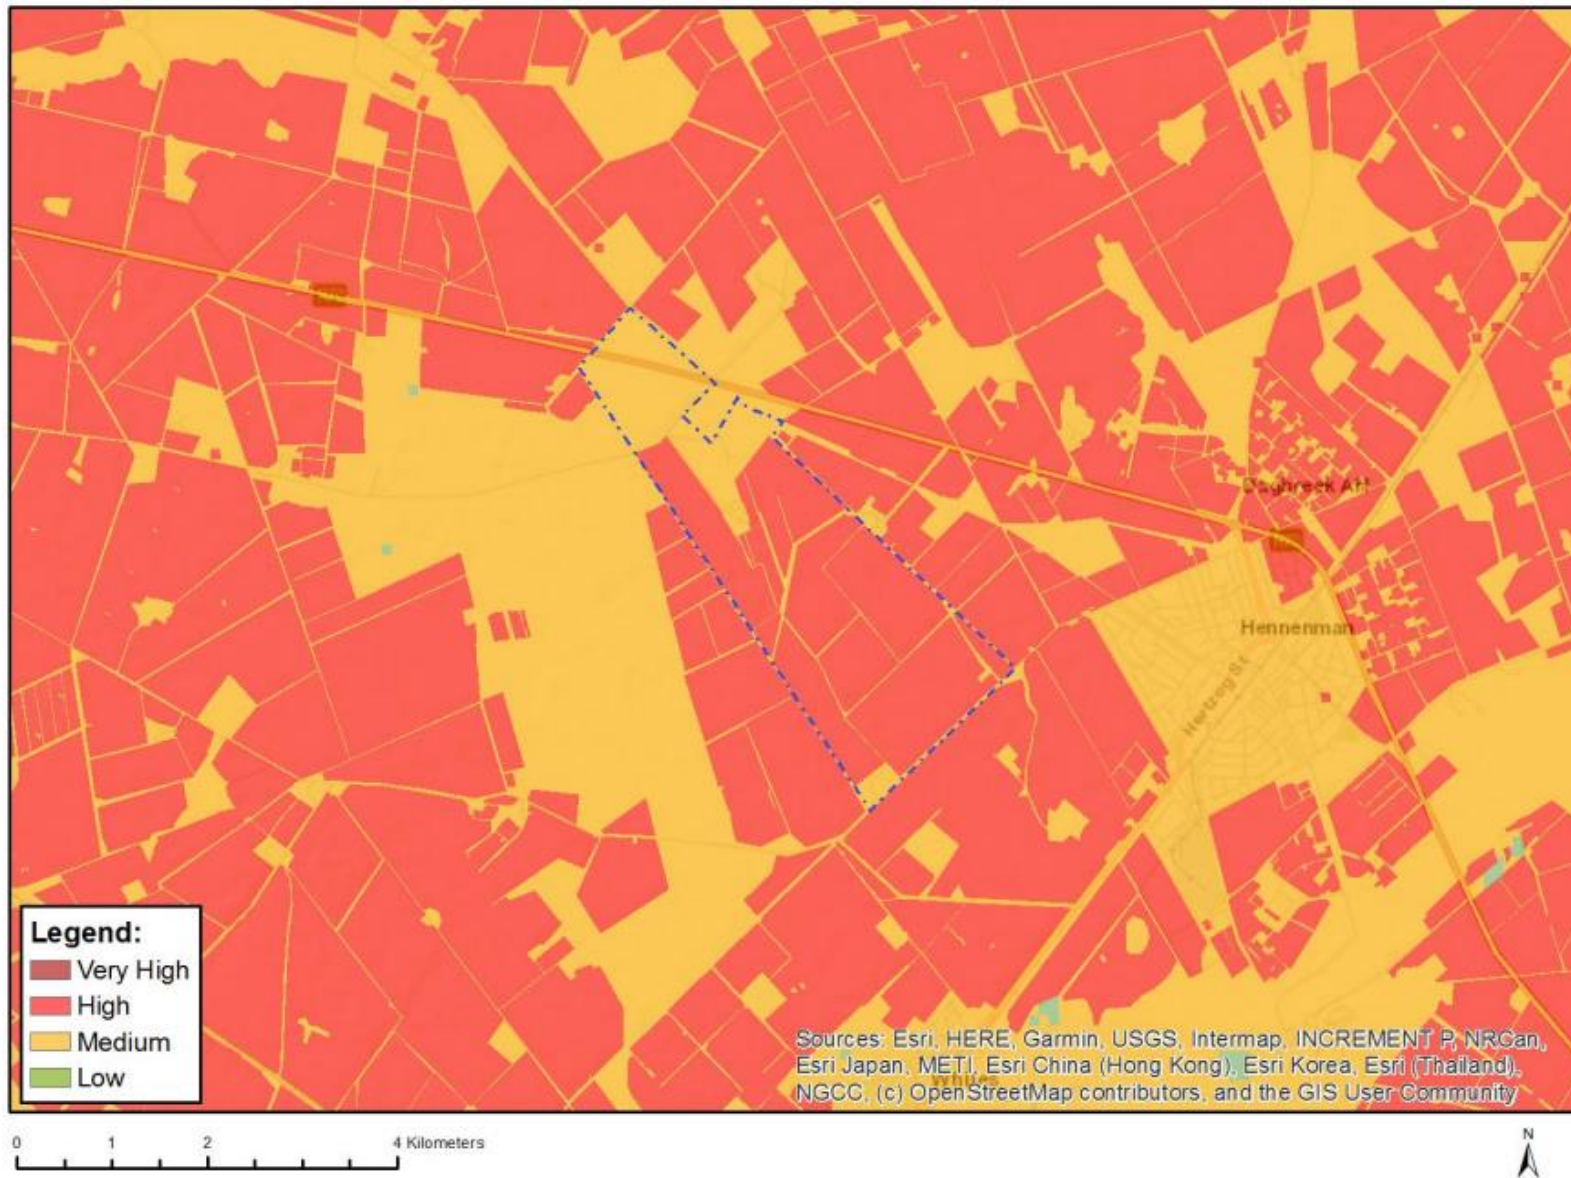 Dagbreek AH
Hennenman
Hertzog St
Legend:
Very High
High
Medium
Low
Sources: Esri, HERE, Garmin, USGS, Intermap, INCREMENT P, NRCan,
Esri Japan, METI, Esri China (Hong Kong), Esri Korea, Esri (Thailand),
NGCC, (c) OpenStreetMap contributors, and the GIS User Community
0 1 2 4 Kilometers
N